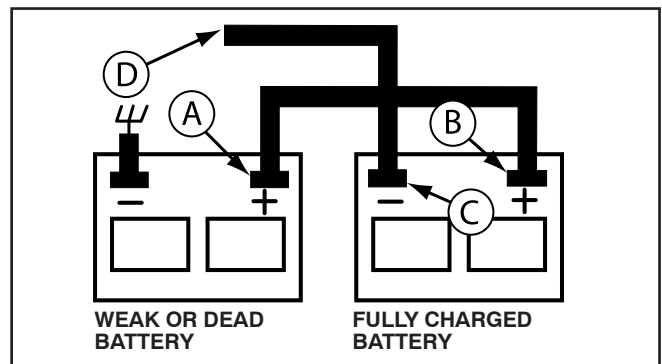 D
A
B
C
– +
– +
WEAK OR DEAD
BATTERY
FULLY CHARGED
BATTERY